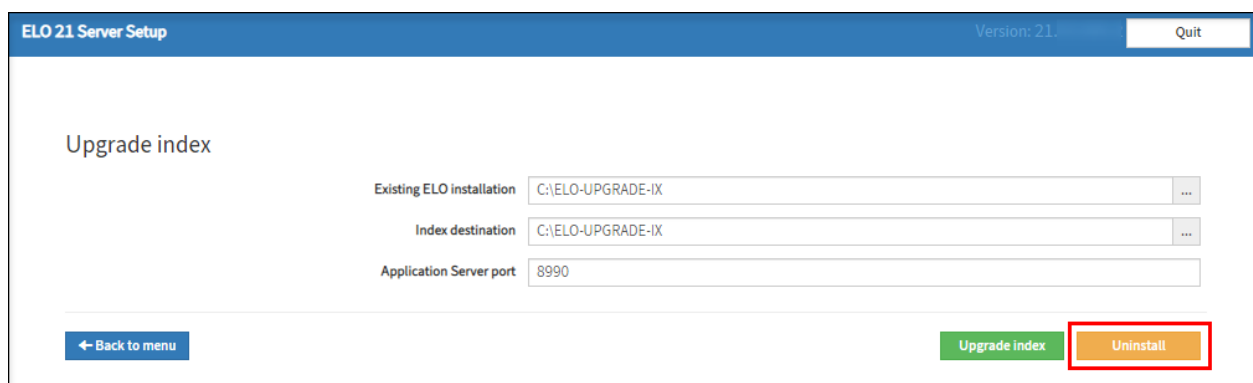 ELO 21 Server Setup
Version: 21.
Quit
Upgrade index
Existing ELO installation C:\ELO-UPGRADE-IX ...
Index destination C:\ELO-UPGRADE-IX ...
Application Server port 8990
← Back to menu
Upgrade index
Uninstall